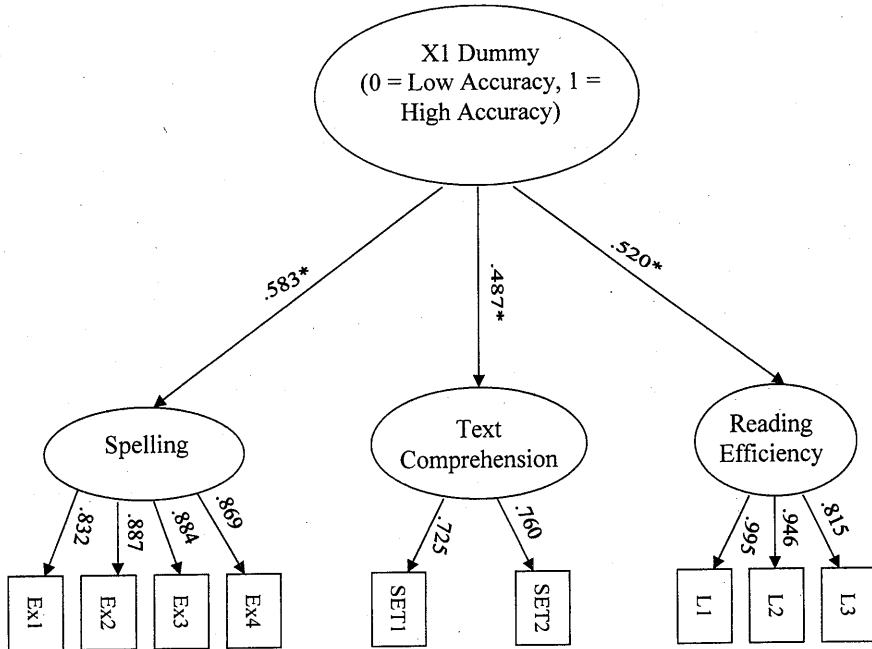 X1 Dummy
(0 = Low Accuracy, 1 =
High Accuracy)
.583*
.487*
.520*
Spelling
Text
Comprehension
Reading
Efficiency
.832
.887
.884
.869
.725
.760
.995
.946
.815
Ex1
Ex2
Ex3
Ex4
SET1
SET2
L1
L2
L3